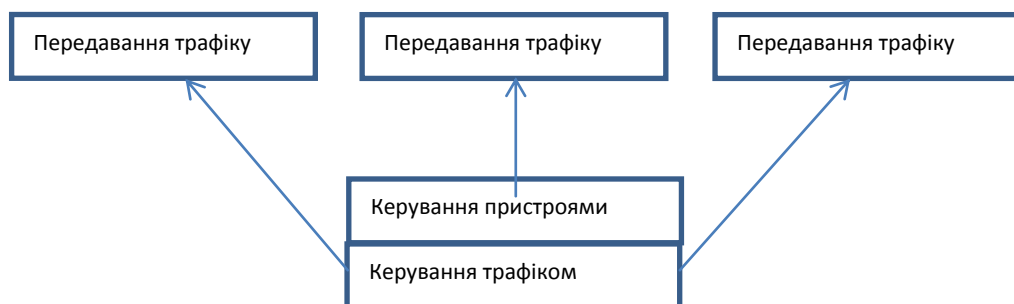 Передавання трафіку
Передавання трафіку
Передавання трафіку
Керування пристроями
Керування трафіком